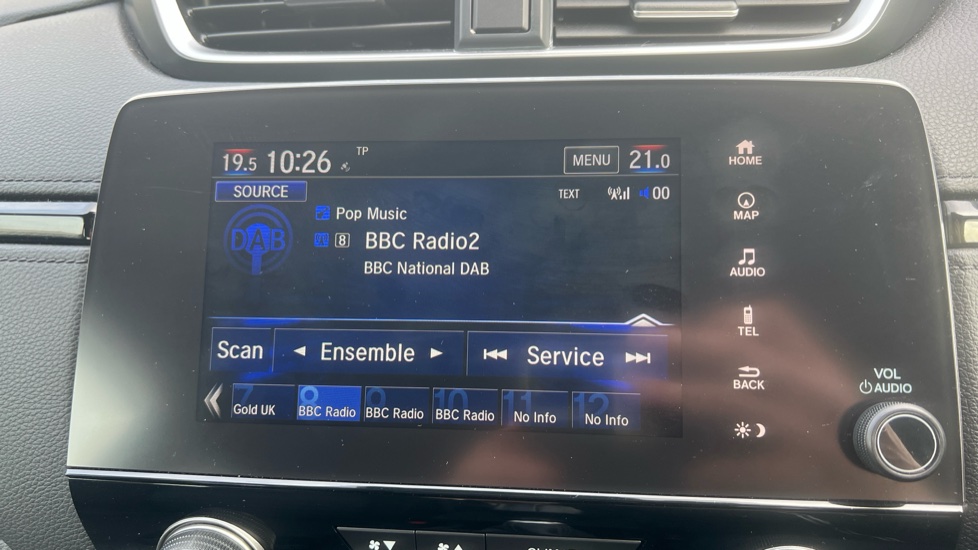 19.5 10:26 TP MENU 21.0
SOURCE TEXT 00
Pop Music
DAB 8 BBC Radio2
BBC National DAB
Scan ◄ Ensemble ► Service
7 8 9 10 11 12
Gold UK BBC Radio BBC Radio BBC Radio No Info No Info
HOME
MAP
AUDIO
TEL
BACK
VOL
AUDIO